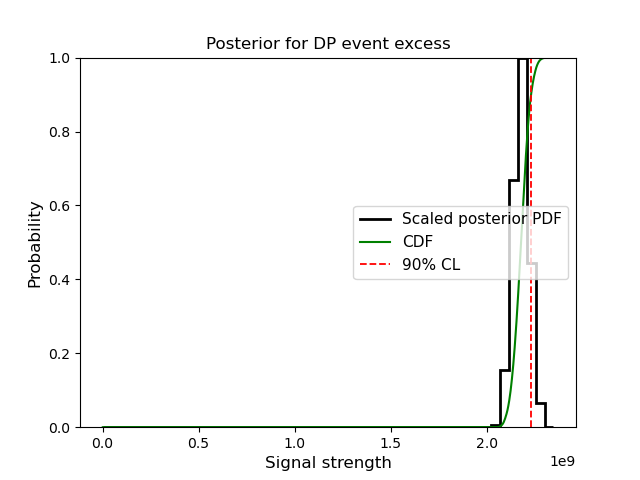 Posterior for DP event excess
1.0
0.8
0.6
0.4
0.2
0.0
Probability
Scaled posterior PDF
CDF
90% CL
0.0 0.5 1.0 1.5 2.0
1e9
Signal strength